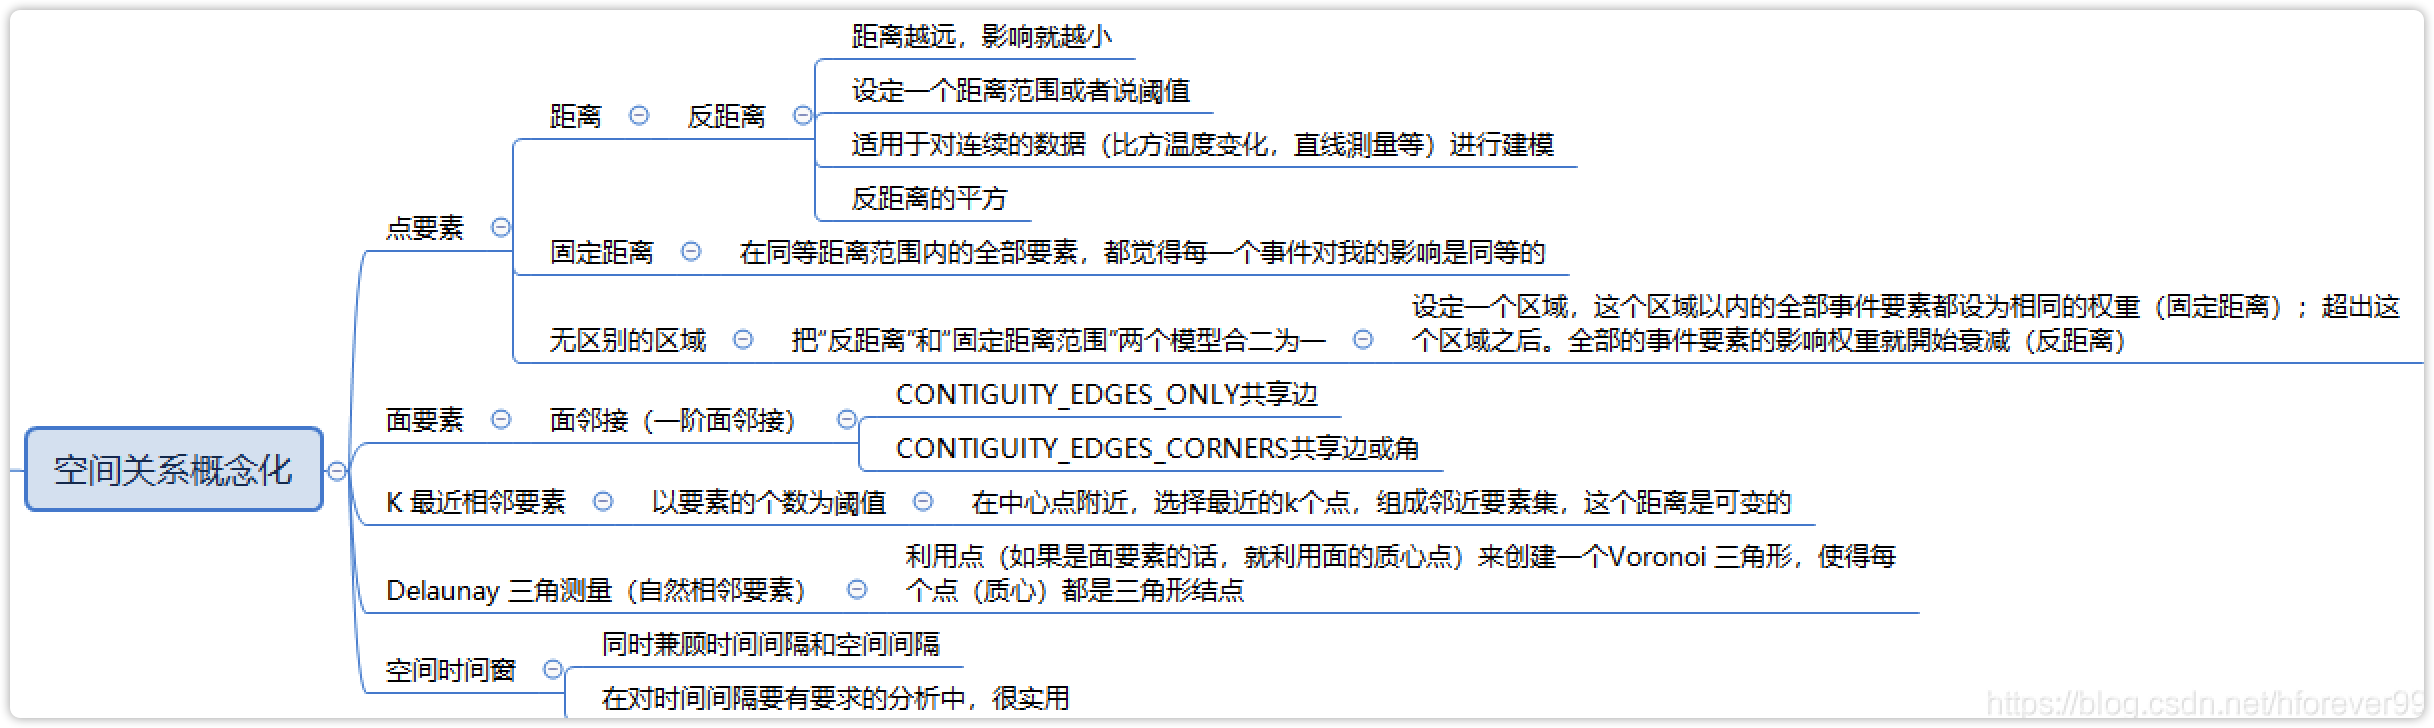 距离越远，影响就越小
设定一个距离范围或者说阈值
距离
反距离
适用于对连续的数据（比方温度变化，直线測量等）进行建模
反距离的平方
点要素
固定距离
在同等距离范围内的全部要素，都觉得每一个事件对我的影响是同等的
无区别的区域
把“反距离”和“固定距离范围”两个模型合二为一
设定一个区域，这个区域以内的全部事件要素都设为相同的权重（固定距离）；超出这
个区域之后。全部的事件要素的影响权重就開始衰减（反距离）
空间关系概念化
面要素
面邻接（一阶面邻接）
CONTIGUITY_EDGES_ONLY共享边
CONTIGUITY_EDGES_CORNERS共享边或角
K 最近相邻要素
以要素的个数为阈值
在中心点附近，选择最近的k个点，组成邻近要素集，这个距离是可变的
Delaunay 三角测量（自然相邻要素）
利用点（如果是面要素的话，就利用面的质心点）来创建一个Voronoi 三角形，使得每
个点（质心）都是三角形结点
空间时间窗
同时兼顾时间间隔和空间间隔
在对时间间隔要有要求的分析中，很实用
https://blog.csdn.net/hforever99